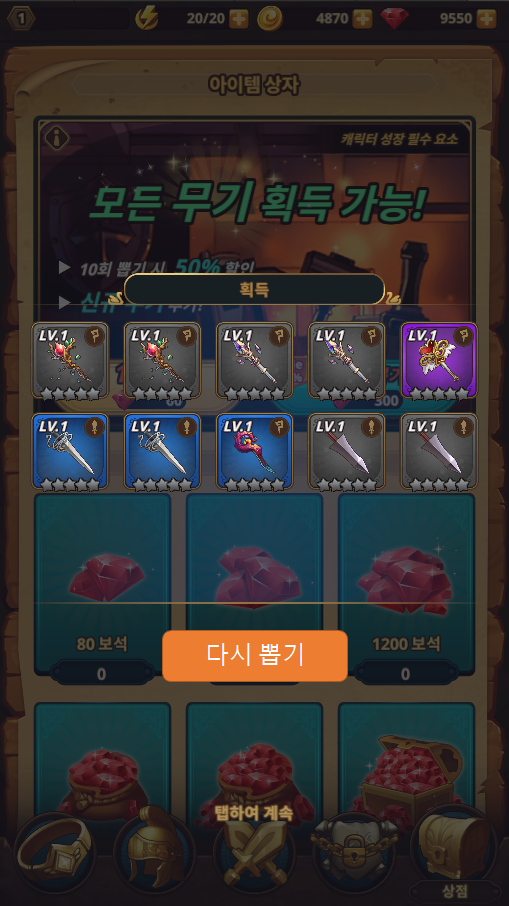 1
20/20
4870
9550
아이템 상자
캐릭터 성장 필수 요소
모든 무기 획득 가능!
10회 뽑기 시 50% 할인
획득
LV.1 LV.1 LV.1 LV.1 LV.1
300
LV.1 LV.1 LV.1 LV.1 LV.1
80 보석
1200 보석
0
0
다시 뽑기
탭하여 계속
상점